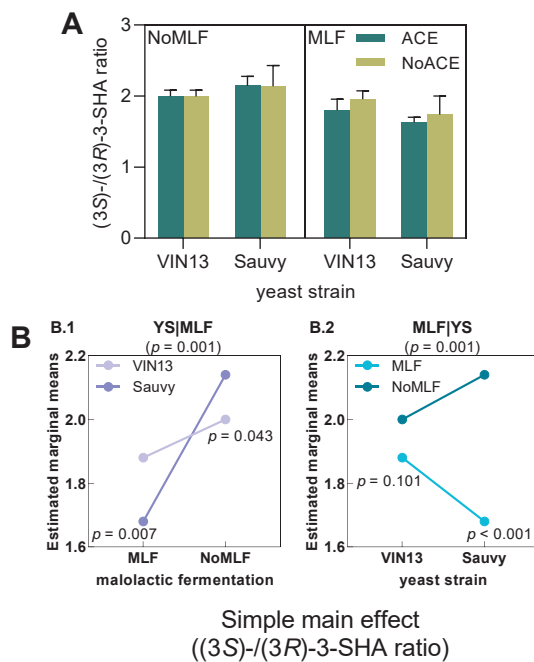 A
NoMLF
MLF
ACE
NoACE
(3S)-/(3R)-3-SHA ratio
3
2
1
0
VIN13
Sauvy
VIN13
Sauvy
yeast strain
B
B.1
YS|MLF
(p = 0.001)
VIN13
Sauvy
Estimated marginal means
2.2
2.0
1.8
1.6
p = 0.043
p = 0.007
MLF
NoMLF
malolactic fermentation
B.2
MLF|YS
(p = 0.001)
MLF
NoMLF
Estimated marginal means
2.2
2.0
1.8
1.6
p = 0.101
p < 0.001
VIN13
Sauvy
yeast strain
Simple main effect
((3S)-/(3R)-3-SHA ratio)